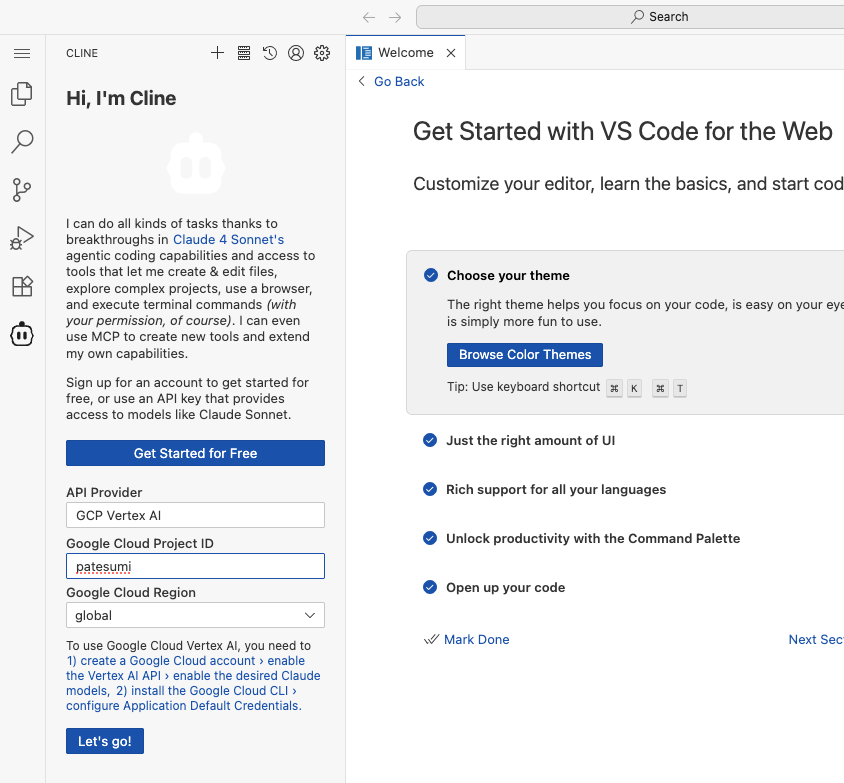 Search
CLINE
Welcome
Go Back
Hi, I'm Cline
I can do all kinds of tasks thanks to
breakthroughs in Claude 4 Sonnet's
agentic coding capabilities and access to
tools that let me create & edit files,
explore complex projects, use a browser,
and execute terminal commands (with
your permission, of course). I can even
use MCP to create new tools and extend
my own capabilities.
Sign up for an account to get started for
free, or use an API key that provides
access to models like Claude Sonnet.
Get Started for Free
API Provider
GCP Vertex AI
Google Cloud Project ID
patesumi
Google Cloud Region
global
To use Google Cloud Vertex AI, you need to
1) create a Google Cloud account › enable
the Vertex AI API › enable the desired Claude
models, 2) install the Google Cloud CLI ›
configure Application Default Credentials.
Let's go!
Get Started with VS Code for the Web
Customize your editor, learn the basics, and start cod
Choose your theme
The right theme helps you focus on your code, is easy on your eye
is simply more fun to use.
Browse Color Themes
Tip: Use keyboard shortcut ⌘ K ⌘ T
Just the right amount of UI
Rich support for all your languages
Unlock productivity with the Command Palette
Open up your code
Mark Done
Next Sect